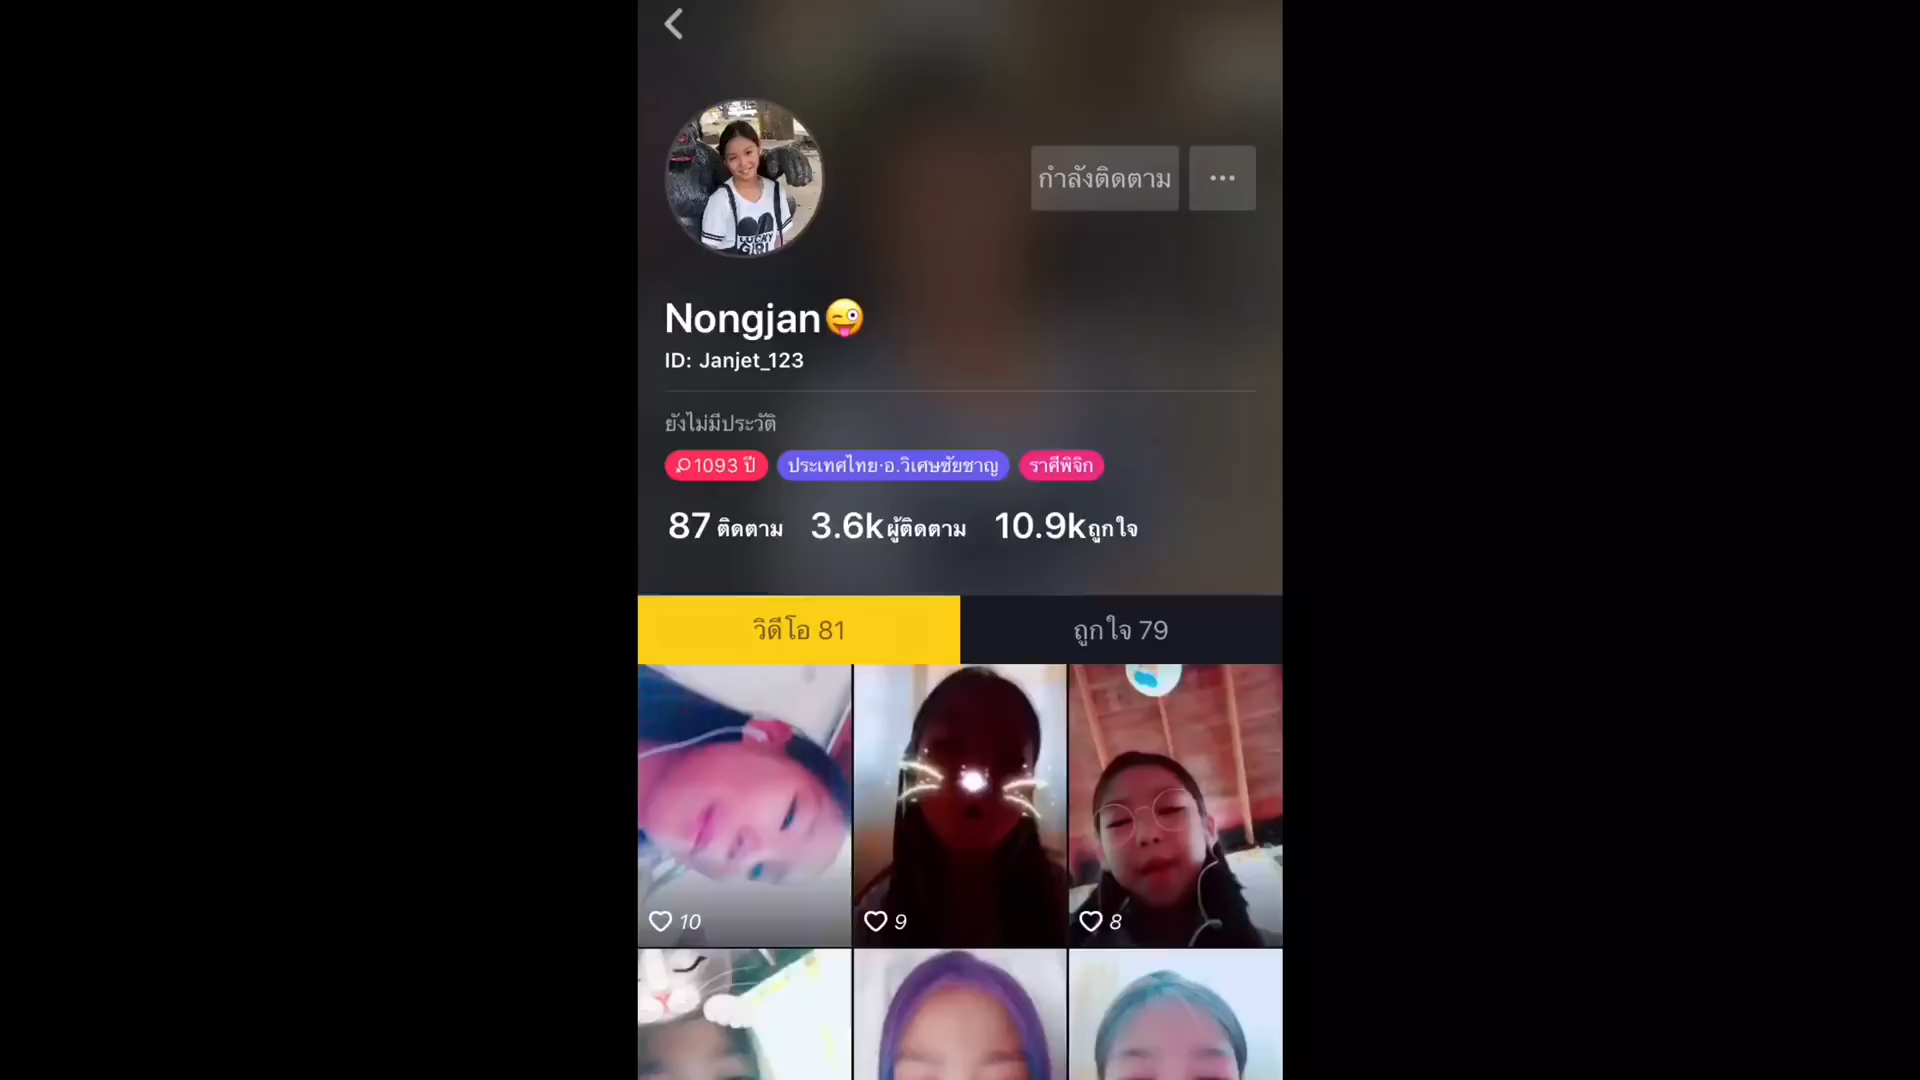 กำลังติดตาม
LUCKY
GIRL
Nongjan😜
ID: Janjet_123
ยังไม่มีประวัติ
1093 ปี ประเทศไทย·อ.วิเศษชัยชาญ ราศีพิจิก
87 ติดตาม 3.6k ผู้ติดตาม 10.9k ถูกใจ
วิดีโอ 81 ถูกใจ 79
10 9 8